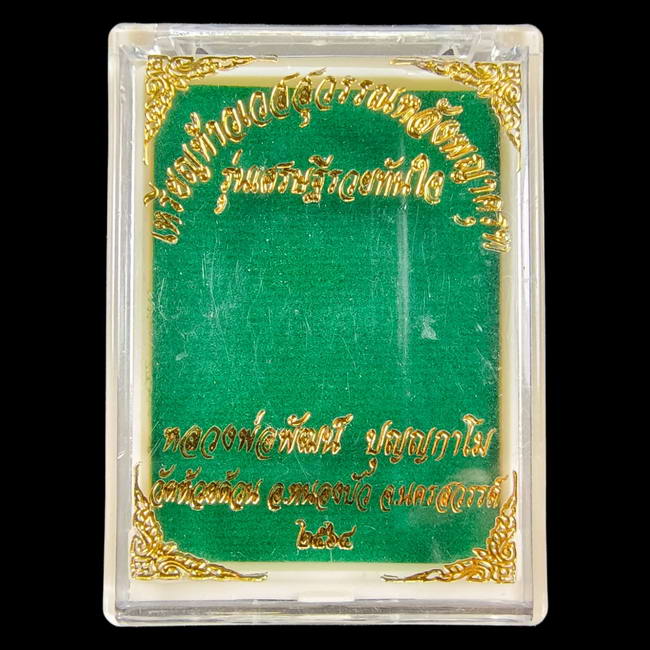 เหรียญท้าวเวสสุวรรณหลังพญาครุฑ
รุ่นเศรษฐีรวยทันใจ
หลวงพ่อพัฒน์ ปุญญกาโม
วัดห้วยด้วน อ.หนองบัว จ.นครสวรรค์
๒๕๖๔